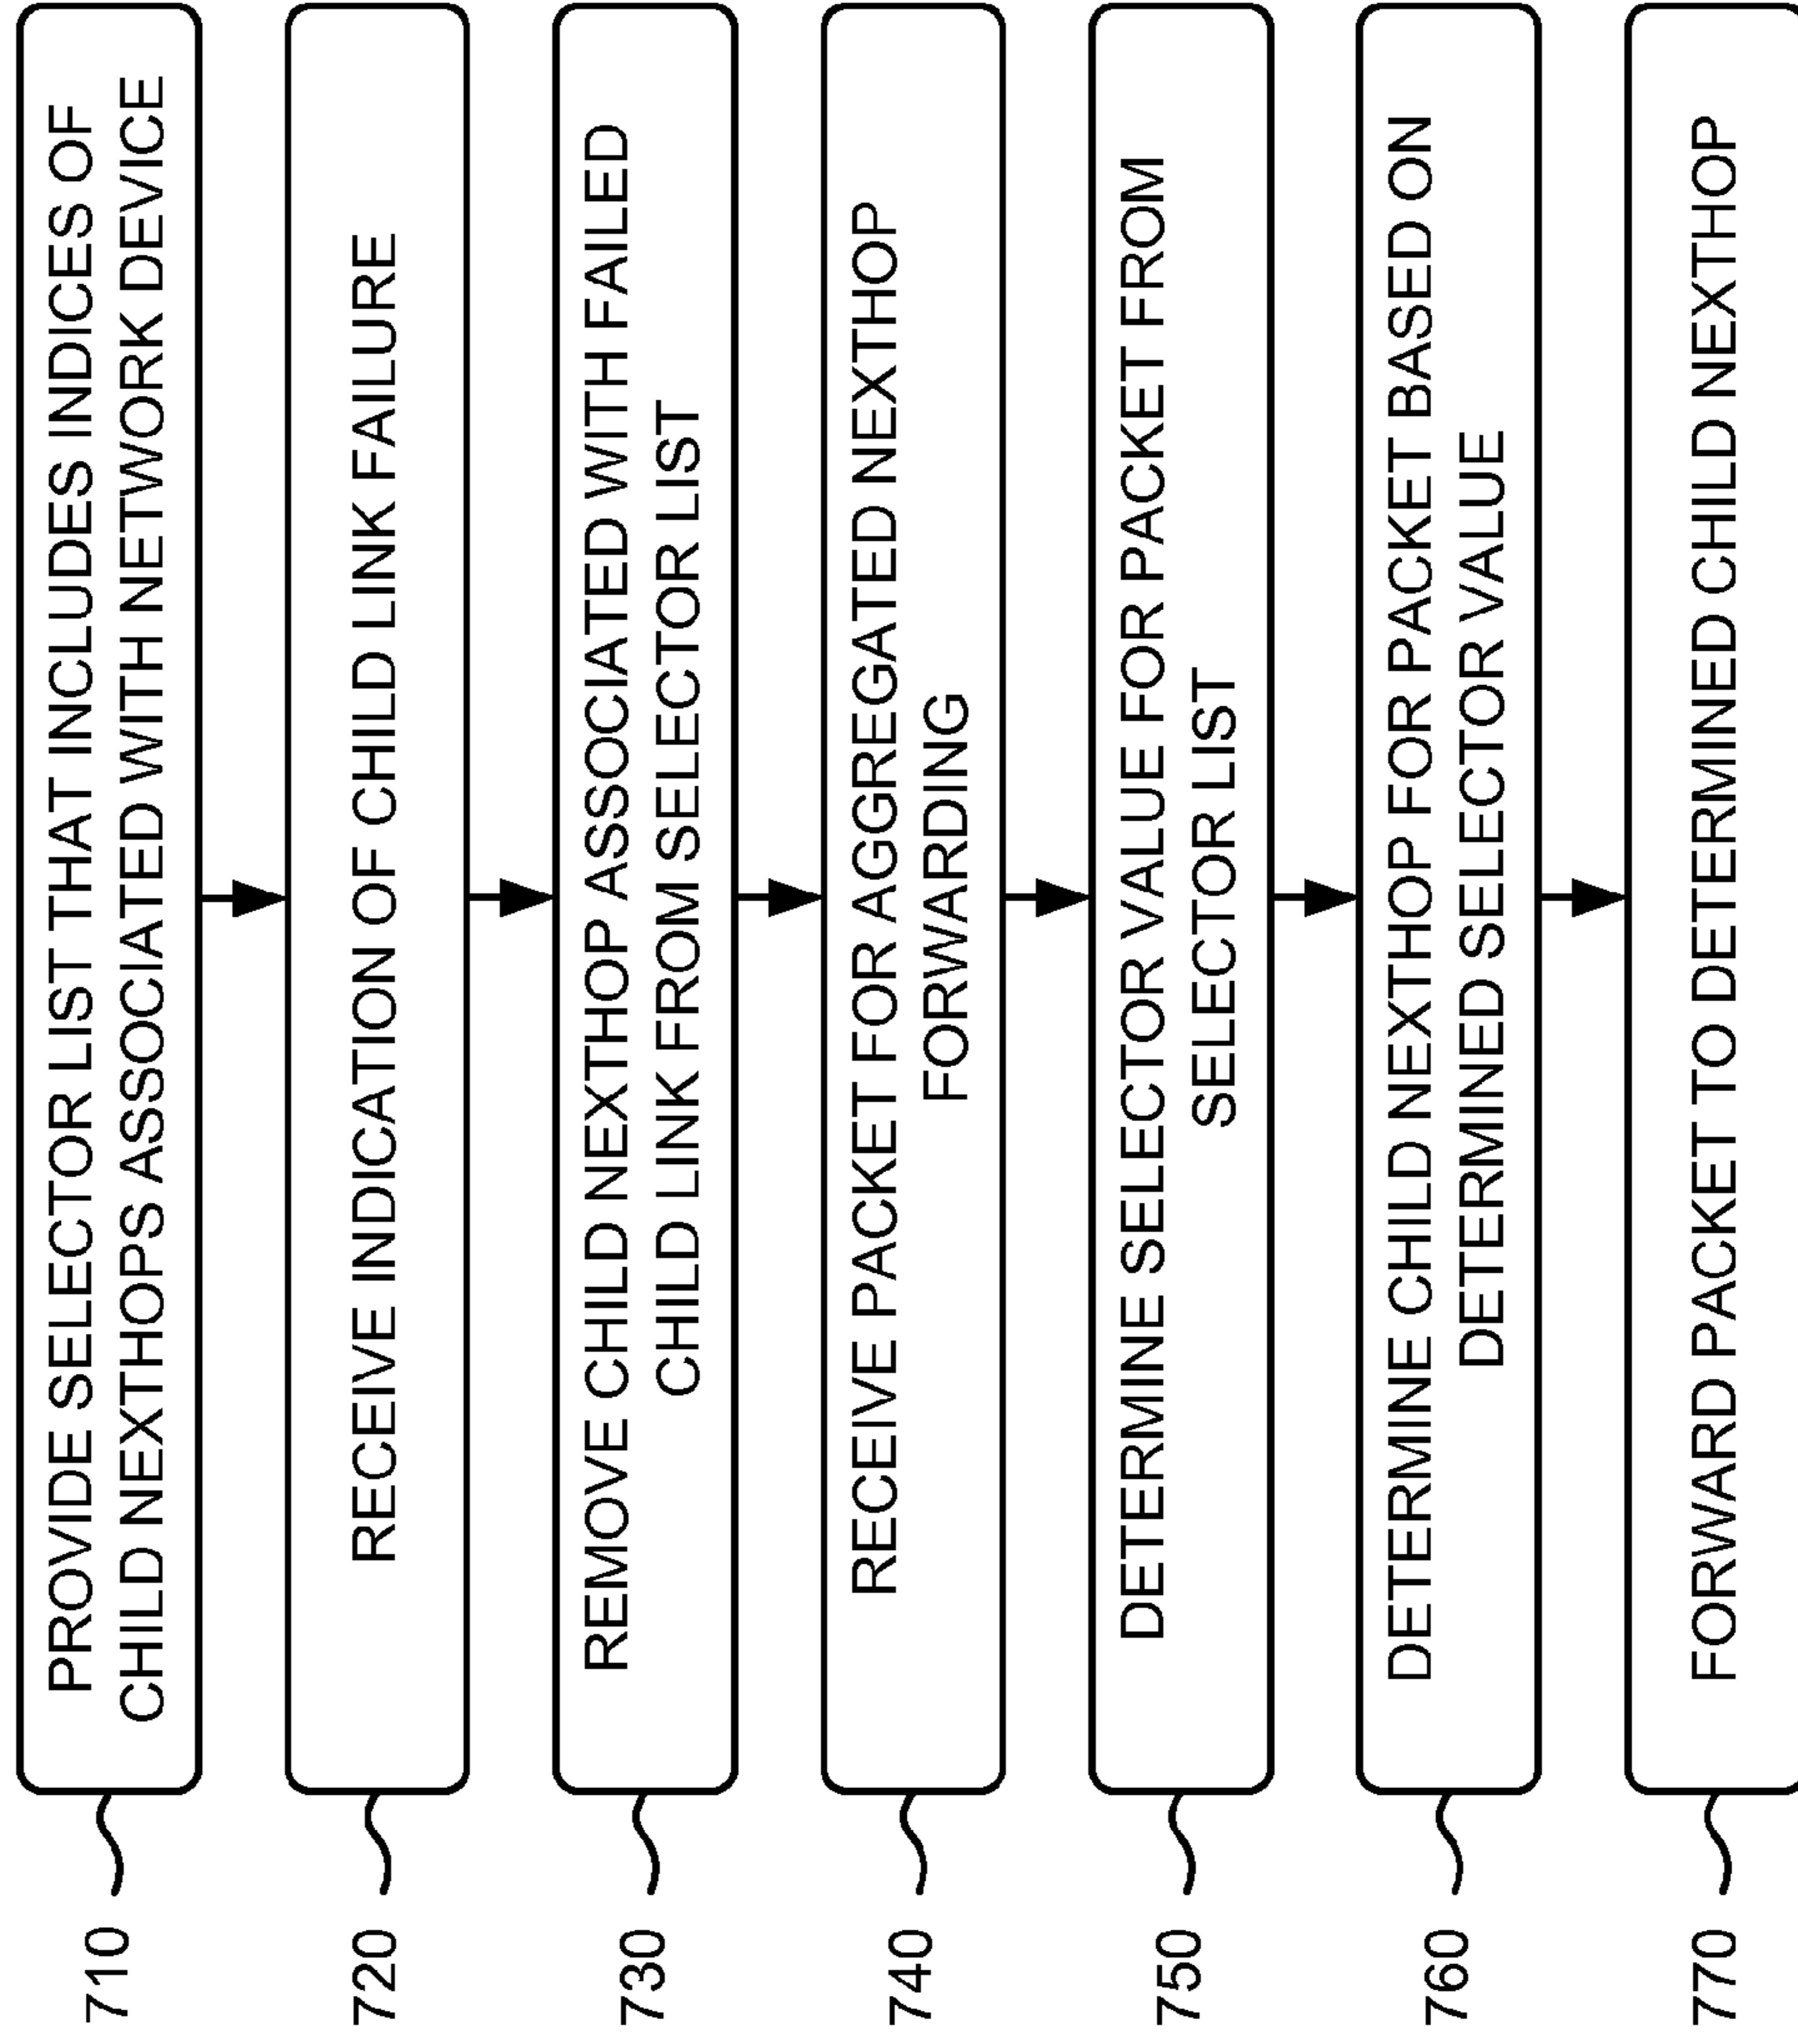 710
PROVIDE SELECTOR LIST THAT INCLUDES INDICES OF
CHILD NEXTHOPS ASSOCIATED WITH NETWORK DEVICE
720
RECEIVE INDICATION OF CHILD LINK FAILURE
730
REMOVE CHILD NEXTHOP ASSOCIATED WITH FAILED
CHILD LINK FROM SELECTOR LIST
740
RECEIVE PACKET FOR AGGREGATED NEXTHOP
FORWARDING
750
DETERMINE SELECTOR VALUE FOR PACKET FROM
SELECTOR LIST
760
DETERMINE CHILD NEXTHOP FOR PACKET BASED ON
DETERMINED SELECTOR VALUE
770
FORWARD PACKET TO DETERMINED CHILD NEXTHOP